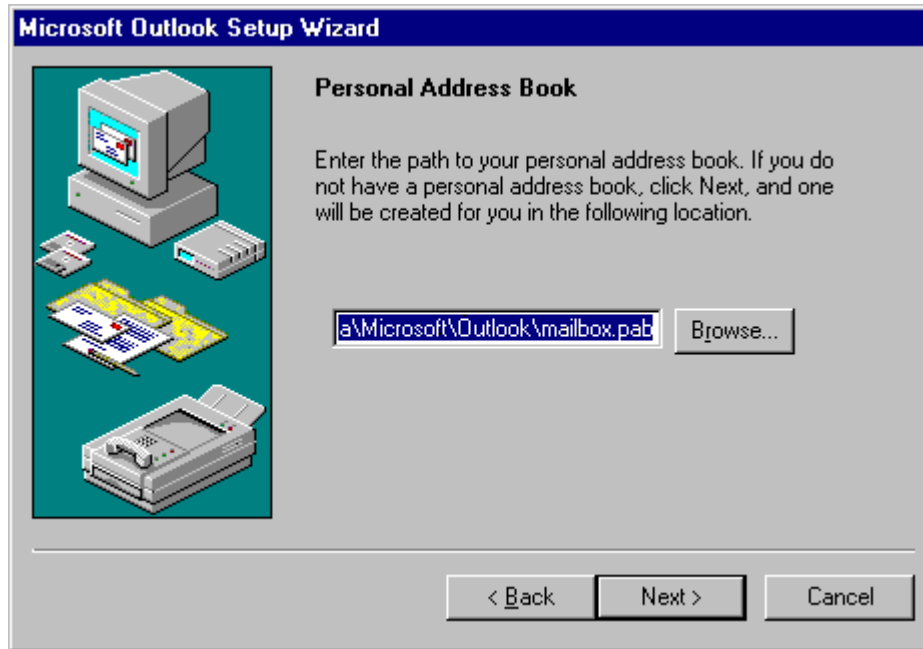 Microsoft Outlook Setup Wizard
Personal Address Book
Enter the path to your personal address book. If you do
not have a personal address book, click Next, and one
will be created for you in the following location.
a\Microsoft\Outlook\mailbox.pab
Browse...
< Back
Next >
Cancel